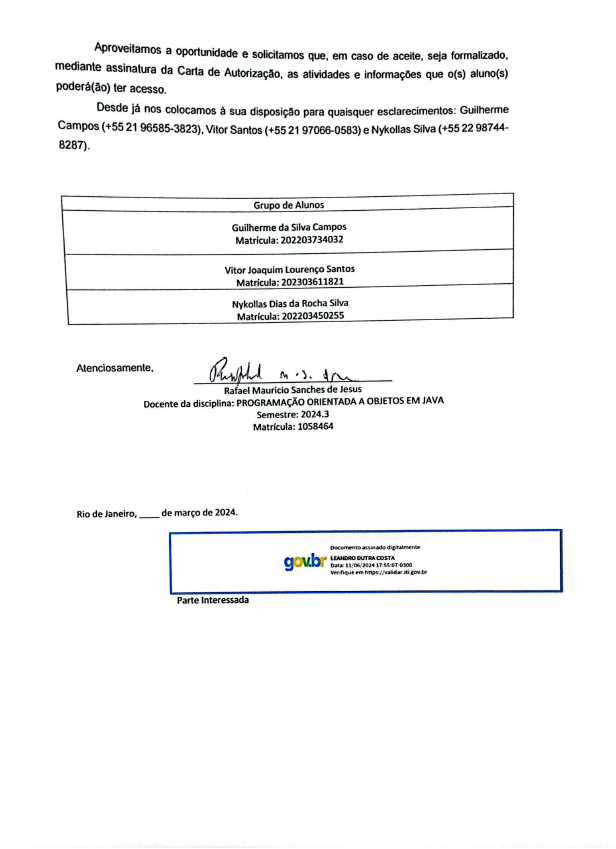 Aproveitamos a oportunidade e solicitamos que, em caso de aceite, seja formalizado,
mediante assinatura da Carta de Autorização, as atividades e informações que o(s) aluno(s)
poderá(ão) ter acesso.
Desde já nos colocamos à sua disposição para quaisquer esclarecimentos: Guilherme
Campos (+55 21 96585-3823), Vitor Santos (+55 21 97066-0583) e Nykollas Silva (+55 22 98744-
8287).
Grupo de Alunos
Guilherme da Silva Campos
Matrícula: 202203734032
Vitor Joaquim Lourenço Santos
Matrícula: 202303611821
Nykollas Dias da Rocha Silva
Matrícula: 202203450255
Atenciosamente,
Rafael Mauricio Sanches de Jesus
Docente da disciplina: PROGRAMAÇÃO ORIENTADA A OBJETOS EM JAVA
Semestre: 2024.3
Matrícula: 1058464
Rio de Janeiro, ____ de março de 2024.
gov.br
Documento assinado digitalmente
LEANDRO DUTRA COSTA
Data: 11/06/2024 17:55:07-0300
Verifique em https://validar.iti.gov.br
Parte Interessada